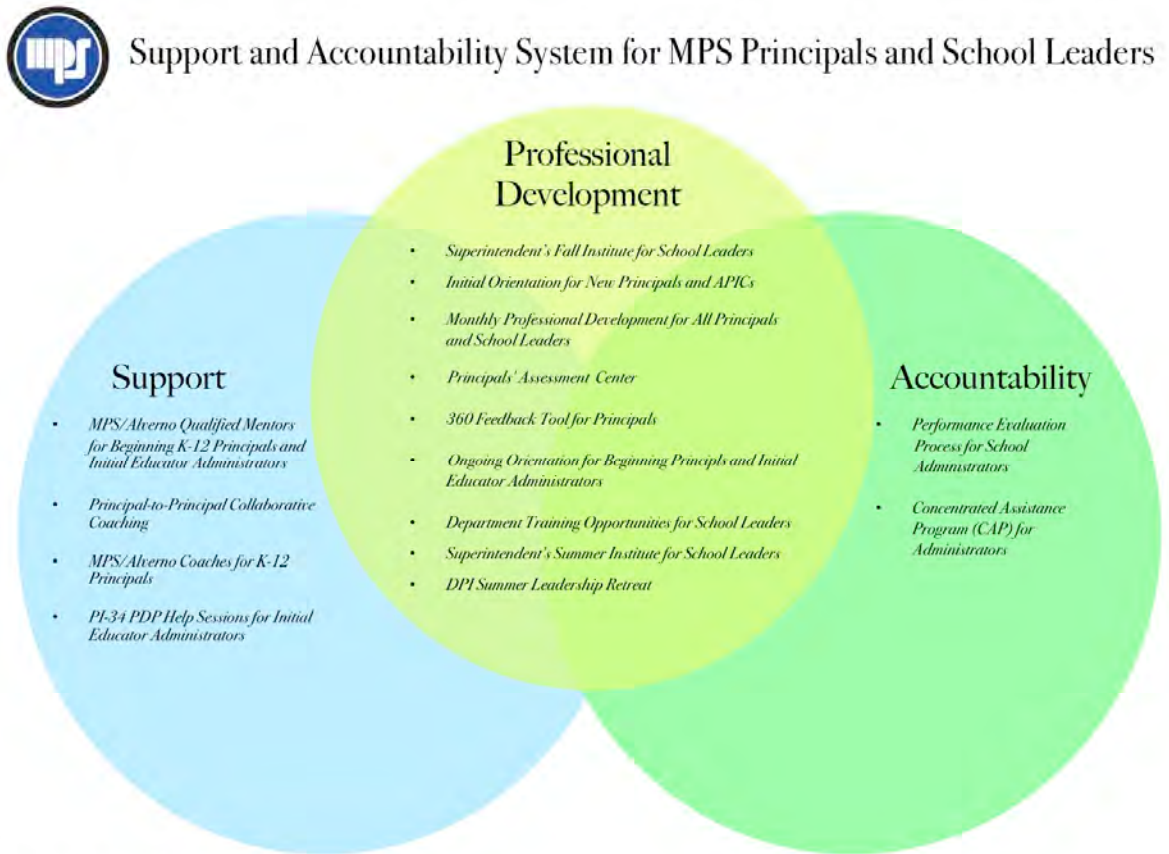 mps
Support and Accountability System for MPS Principals and School Leaders
Professional
Development
• Superintendent's Fall Institute for School Leaders
• Initial Orientation for New Principals and APICs
• Monthly Professional Development for All Principals
and School Leaders
• Principals' Assessment Center
• 360 Feedback Tool for Principals
• Ongoing Orientation for Beginning Principls and Initial
Educator Administrators
• Department Training Opportunities for School Leaders
• Superintendent's Summer Institute for School Leaders
• DPI Summer Leadership Retreat
Support
• MPS/Alverno Qualified Mentors
for Beginning K-12 Principals and
Initial Educator Administrators
• Principal-to-Principal Collaborative
Coaching
• MPS/Alverno Coaches for K-12
Principals
• PI-34 PDP Help Sessions for Initial
Educator Administrators
Accountability
• Performance Evaluation
Process for School
Administrators
• Concentrated Assistance
Program (CAP) for
Administrators